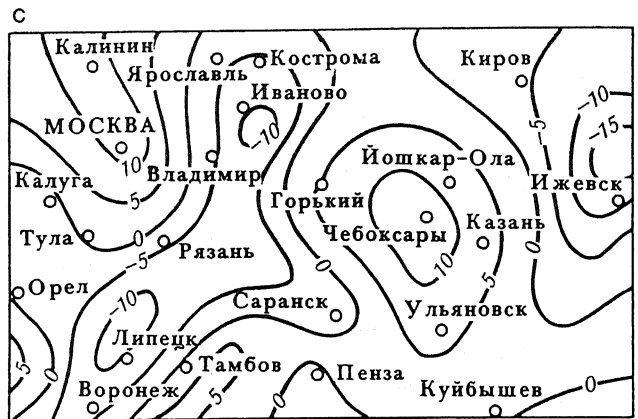 С
Калинин
Ярославль
Кострома
Киров
Иваново
МОСКВА
-10
-5
-10
-15
10
Йошкар-Ола
Калуга
Владимир
5
Горький
Ижевск
Чебоксары
Казань
Тула
0
Рязань
-5
0
0
10
5
Орел
-10
Саранск
Ульяновск
Липецк
Тамбов
Пенза
5
0
Воронеж
5
0
Куйбышев
0